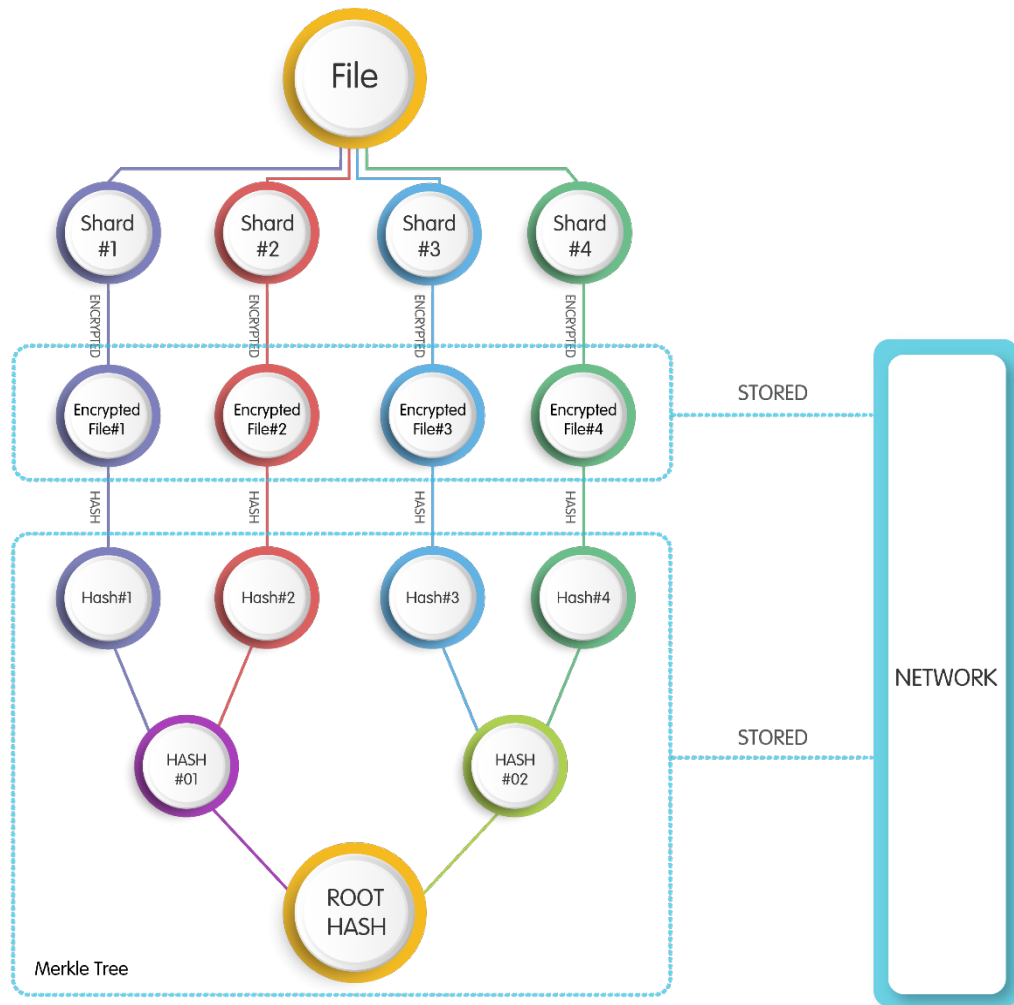 File
Shard
#1
Shard
#2
Shard
#3
Shard
#4
ENCRYPTED
ENCRYPTED
ENCRYPTED
ENCRYPTED
STORED
Encrypted
File#1
Encrypted
File#2
Encrypted
File#3
Encrypted
File#4
HASH
HASH
HASH
HASH
Hash#1
Hash#2
Hash#3
Hash#4
NETWORK
STORED
HASH
#01
HASH
#02
ROOT
HASH
Merkle Tree